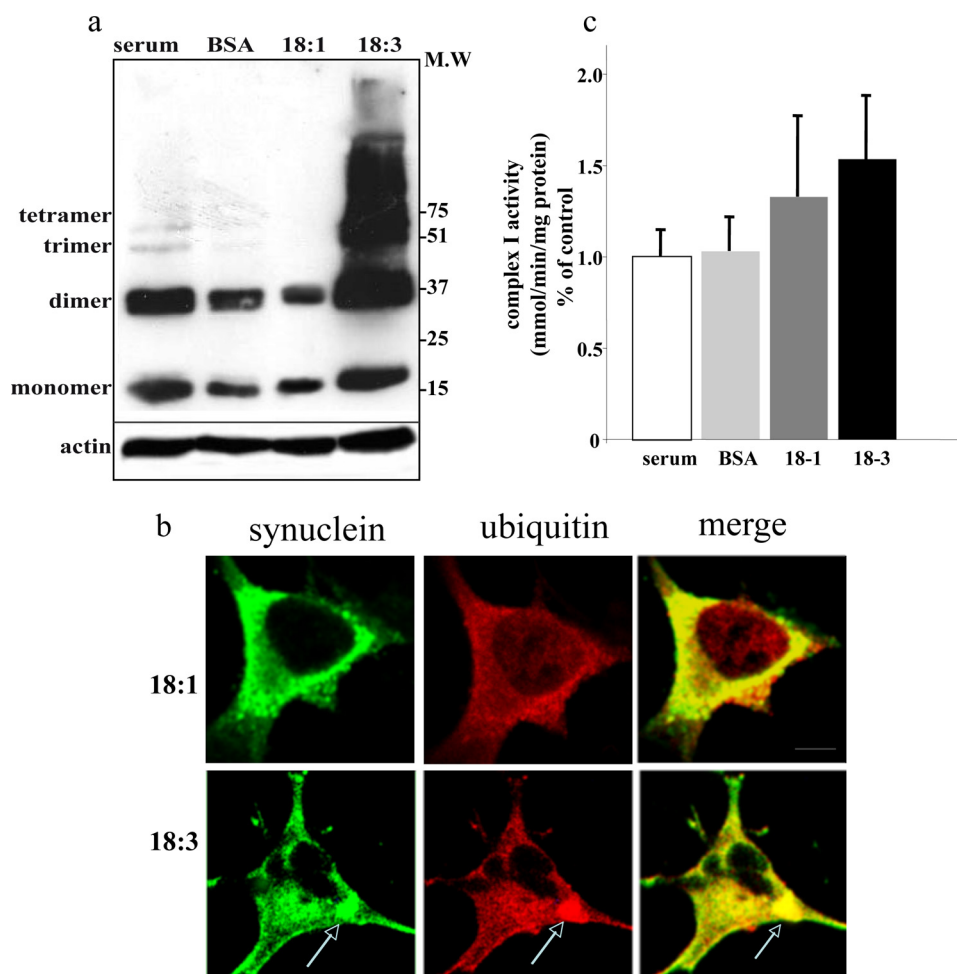 a
serum BSA 18:1 18:3
M.W
tetramer
trimer
dimer
monomer
actin
-75
-51
-37
-25
-15
c
complex I activity
(mmol/min/mg protein)
% of control
2.0
1.5
1.0
0.5
0
serum BSA 18-1 18-3
b
synuclein ubiquitin merge
18:1
18:3